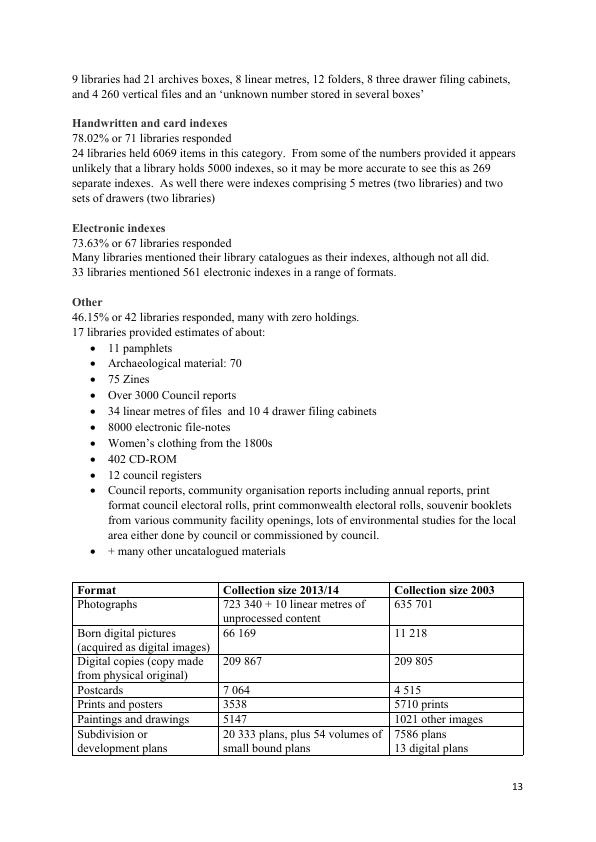 9 libraries had 21 archives boxes, 8 linear metres, 12 folders, 8 three drawer filing cabinets,
and 4 260 vertical files and an ‘unknown number stored in several boxes’
Handwritten and card indexes
78.02% or 71 libraries responded
24 libraries held 6069 items in this category.  From some of the numbers provided it appears
unlikely that a library holds 5000 indexes, so it may be more accurate to see this as 269
separate indexes.  As well there were indexes comprising 5 metres (two libraries) and two
sets of drawers (two libraries)
Electronic indexes
73.63% or 67 libraries responded
Many libraries mentioned their library catalogues as their indexes, although not all did.
33 libraries mentioned 561 electronic indexes in a range of formats.
Other
46.15% or 42 libraries responded, many with zero holdings.
17 libraries provided estimates of about:
• 11 pamphlets
• Archaeological material: 70
• 75 Zines
• Over 3000 Council reports
• 34 linear metres of files  and 10 4 drawer filing cabinets
• 8000 electronic file-notes
• Women’s clothing from the 1800s
• 402 CD-ROM
• 12 council registers
• Council reports, community organisation reports including annual reports, print
format council electoral rolls, print commonwealth electoral rolls, souvenir booklets
from various community facility openings, lots of environmental studies for the local
area either done by council or commissioned by council.
• + many other uncatalogued materials
Format Collection size 2013/14 Collection size 2003
Photographs 723 340 + 10 linear metres of 635 701
unprocessed content
Born digital pictures 66 169 11 218
(acquired as digital images)
Digital copies (copy made 209 867 209 805
from physical original)
Postcards 7 064 4 515
Prints and posters 3538 5710 prints
Paintings and drawings 5147 1021 other images
Subdivision or 20 333 plans, plus 54 volumes of 7586 plans
development plans small bound plans 13 digital plans
13